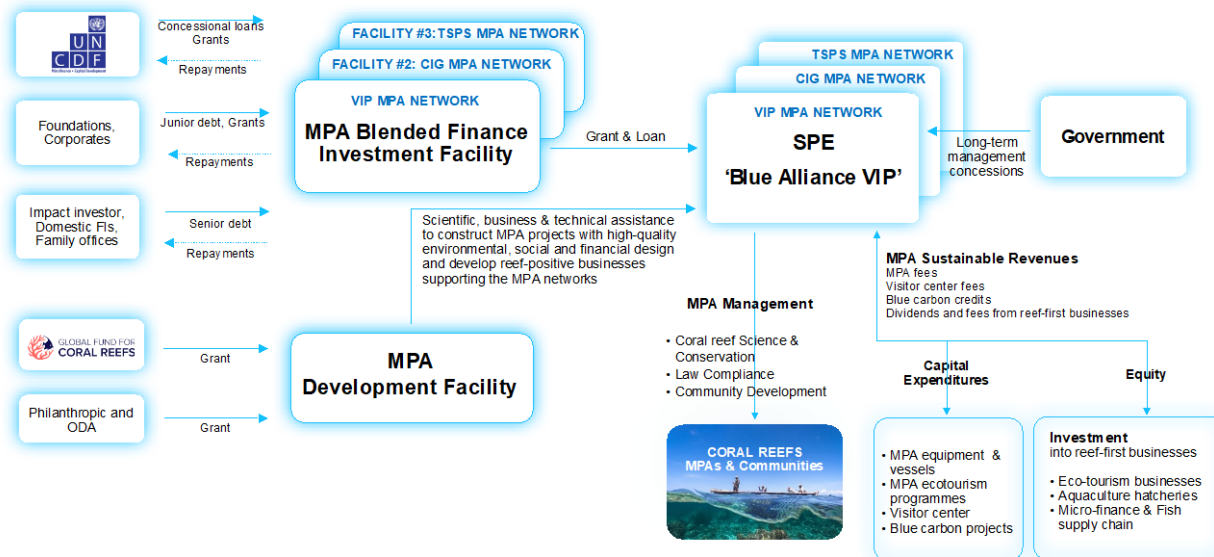 UN
CDF
Concessional loans
Grants
Repayments
Foundations,
Corporates
Junior debt, Grants
Repayments
Impact investor,
Domestic FIs,
Family offices
Senior debt
Repayments
GLOBAL FUND FOR
CORAL REEFS
Grant
Philanthropic and
ODA
Grant
FACILITY #3: TSPS MPA NETWORK
FACILITY #2: CIG MPA NETWORK
VIP MPA NETWORK
MPA Blended Finance
Investment Facility
Grant & Loan
Scientific, business & technical assistance
to construct MPA projects with high-quality
environmental, social and financial design
and develop reef-positive businesses
supporting the MPA networks
MPA
Development Facility
TSPS MPA NETWORK
CIG MPA NETWORK
VIP MPA NETWORK
SPE
‘Blue Alliance VIP’
Long-term
management
concessions
Government
MPA Management
• Coral reef Science &
Conservation
• Law Compliance
• Community Development
CORAL REEFS
MPAs & Communities
MPA Sustainable Revenues
MPA fees
Visitor center fees
Blue carbon credits
Dividends and fees from reef-first businesses
Capital
Expenditures
Equity
• MPA equipment &
vessels
• MPA ecotourism
programmes
• Visitor center
• Blue carbon projects
Investment
into reef-first businesses
• Eco-tourism businesses
• Aquaculture hatcheries
• Micro-finance & Fish
supply chain